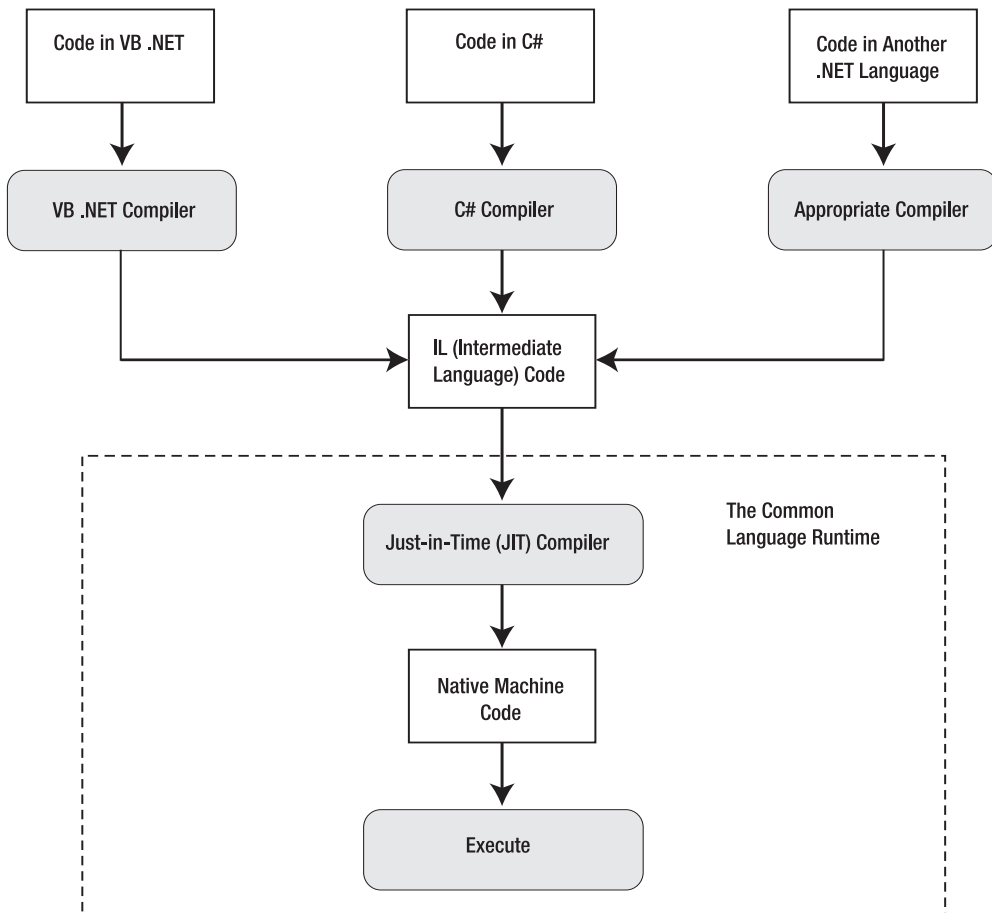 Code in VB .NET
Code in C#
Code in Another
.NET Language
VB .NET Compiler
C# Compiler
Appropriate Compiler
IL (Intermediate
Language) Code
The Common
Language Runtime
Just-in-Time (JIT) Compiler
Native Machine
Code
Execute